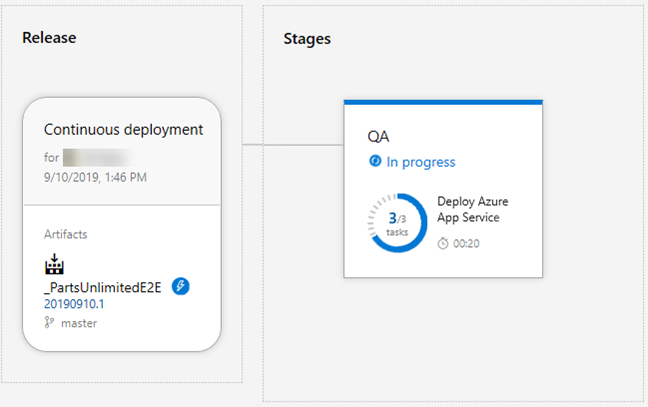 Release
Continuous deployment
for
9/10/2019, 1:46 PM
Artifacts
_PartsUnlimitedE2E
20190910.1
master
Stages
QA
In progress
3/3
tasks
Deploy Azure
App Service
00:20